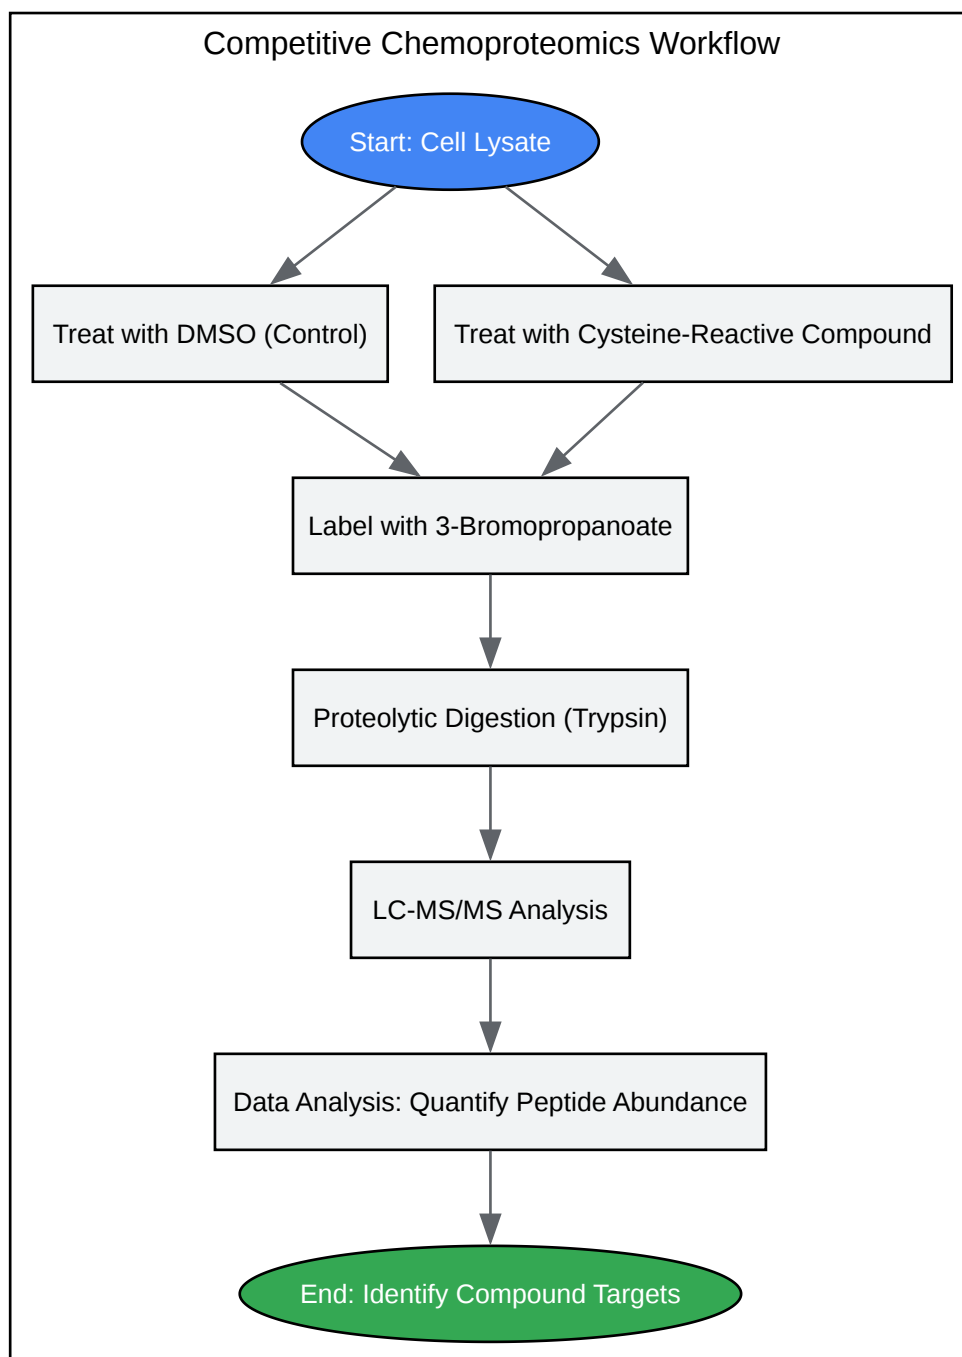 Competitive Chemoproteomics Workflow
Start: Cell Lysate
Treat with DMSO (Control)
Treat with Cysteine-Reactive Compound
Label with 3-Bromopropanoate
Proteolytic Digestion (Trypsin)
LC-MS/MS Analysis
Data Analysis: Quantify Peptide Abundance
End: Identify Compound Targets